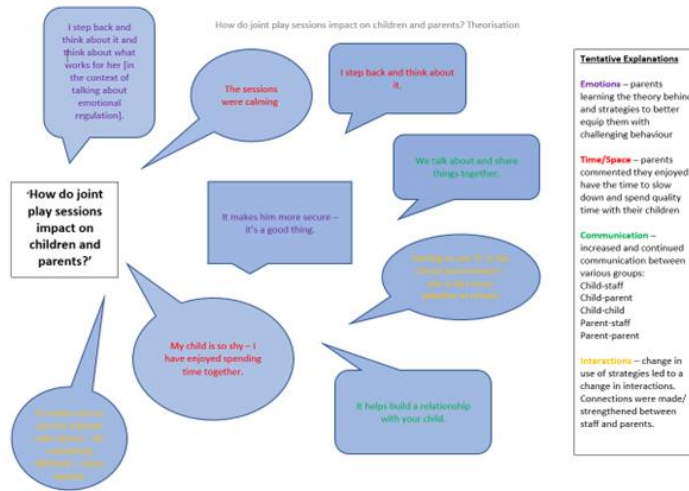 How do joint play sessions impact on children and parents? Theorisation
I step back and
think about it and
think about what
works for her [in
the context of
talking about
emotional
regulation].
The sessions
were calming
I step back and think about
it.
We talk about and share
things together.
'How do joint
play sessions
impact on
children and
parents?'
It makes him more secure –
it's a good thing.
My child is so shy – I
have enjoyed spending
time together.
It helps build a relationship
with your child.
Tentative Explanations
Emotions – parents
learning the theory behind
and strategies to better
equip them with
challenging behaviour
Time/Space – parents
commented they enjoyed
have the time to slow
down and spend quality
time with their children
Communication –
increased and continued
communication between
various groups:
Child-staff
Child-parent
Child-child
Parent-staff
Parent-parent
Interactions – change in
use of strategies led to a
change in interactions.
Connections were made/
strengthened between
staff and parents.